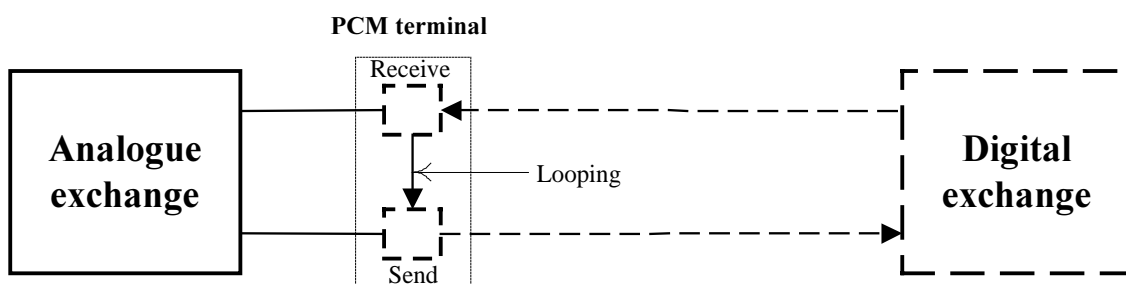 PCM terminal
Receive
Analogue
exchange
Looping
Send
Digital
exchange